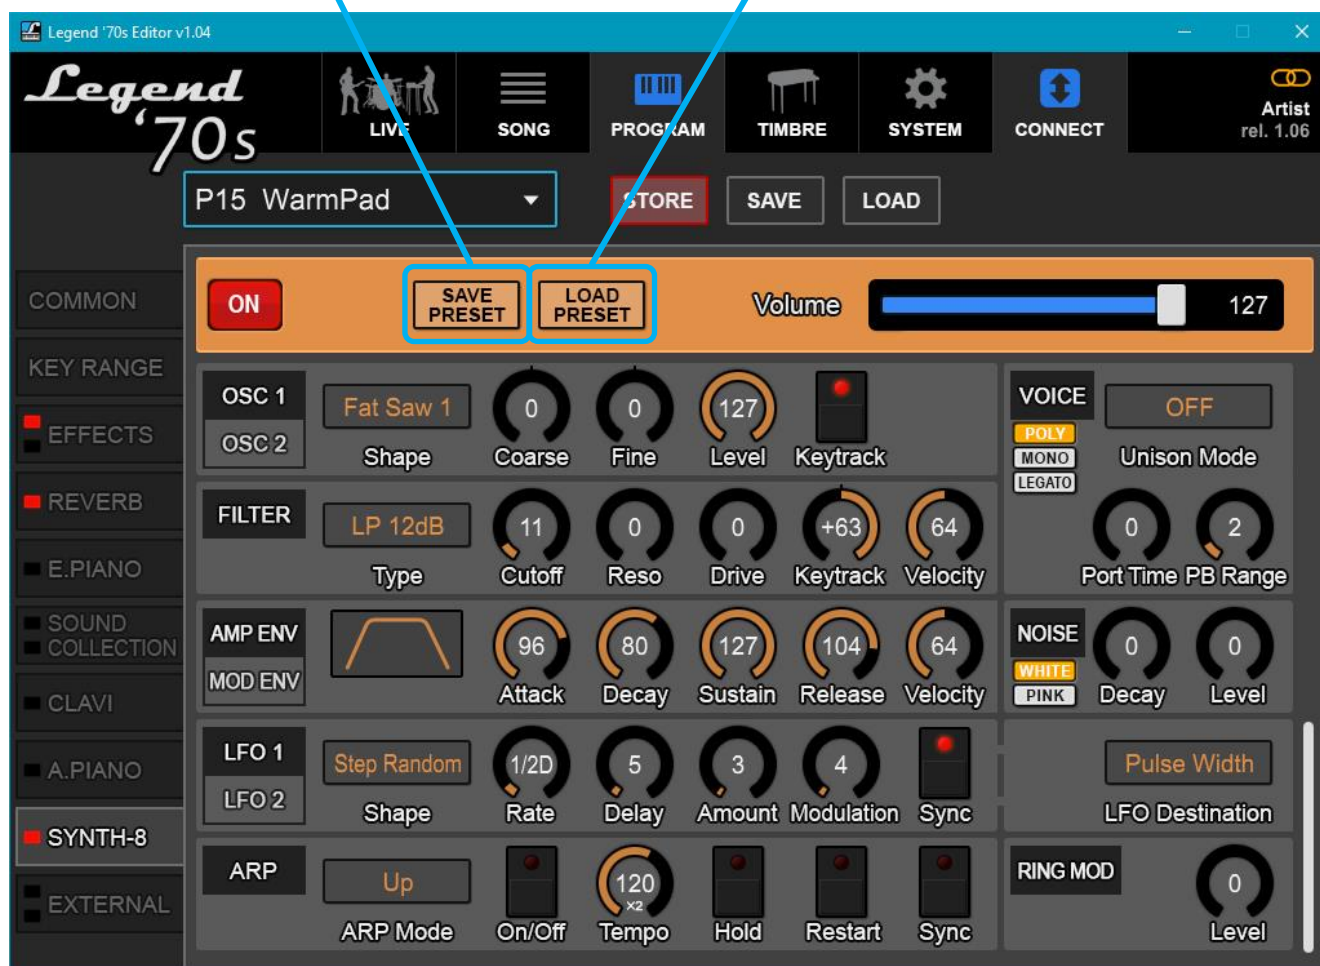 Legend '70s Editor v1.04
Legend
'70s
LIVE
SONG
PROGRAM
TIMBRE
SYSTEM
CONNECT
Artist
rel. 1.06
P15 WarmPad
STORE
SAVE
LOAD
COMMON
KEY RANGE
EFFECTS
REVERB
E.PIANO
SOUND
COLLECTION
CLAVI
A.PIANO
SYNTH-8
EXTERNAL
ON
SAVE
PRESET
LOAD
PRESET
Volume
127
OSC 1
OSC 2
Fat Saw 1
Shape
0
Coarse
0
Fine
127
Level
Keytrack
VOICE
POLY
MONO
LEGATO
OFF
Unison Mode
0
Port Time
2
PB Range
FILTER
LP 12dB
Type
11
Cutoff
0
Reso
0
Drive
+63
Keytrack
64
Velocity
AMP ENV
MOD ENV
96
Attack
80
Decay
127
Sustain
104
Release
64
Velocity
NOISE
WHITE
PINK
0
Decay
0
Level
LFO 1
LFO 2
Step Random
Shape
1/2D
Rate
5
Delay
3
Amount
4
Modulation
Sync
Pulse Width
LFO Destination
ARP
Up
ARP Mode
On/Off
120
x2
Tempo
Hold
Restart
Sync
RING MOD
0
Level